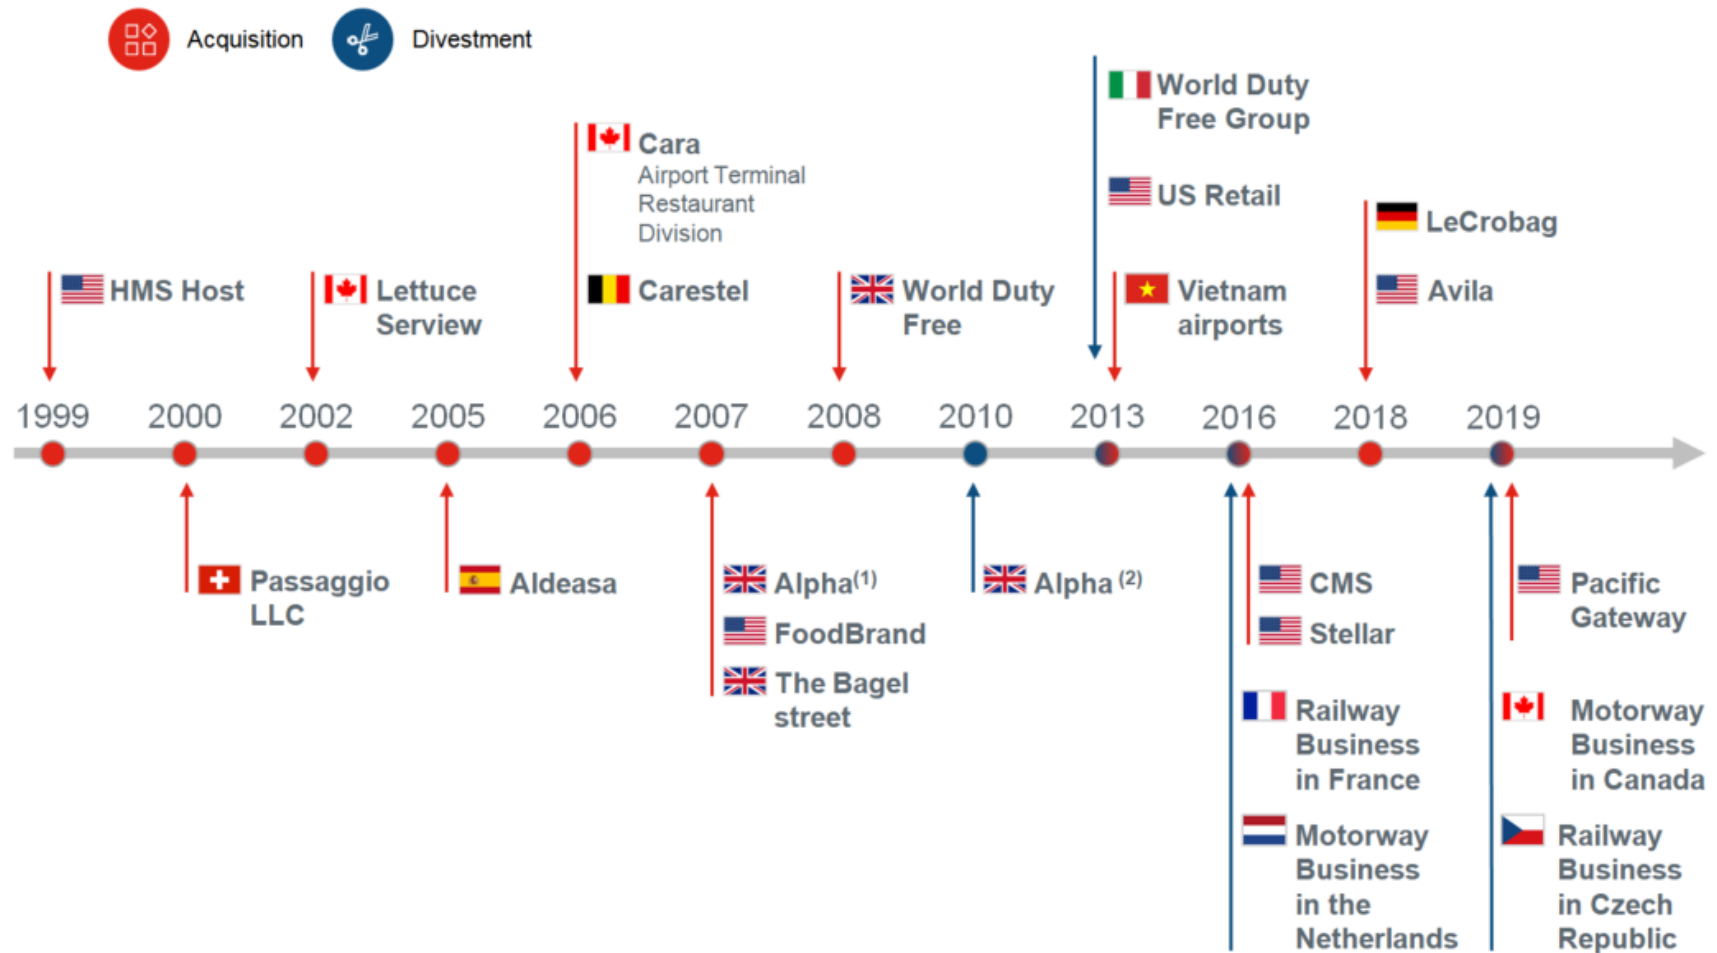 Acquisition
Divestment
World Duty
Free Group
US Retail
Cara
Airport Terminal
Restaurant
Division
Carestel
LeCrobag
Avila
HMS Host
Lettuce
Serview
World Duty
Free
Vietnam
airports
1999
2000
2002
2005
2006
2007
2008
2010
2013
2016
2018
2019
Passaggio
LLC
Aldeasa
Alpha(1)
FoodBrand
The Bagel
street
Alpha (2)
CMS
Stellar
Railway
Business
in France
Motorway
Business
in the
Netherlands
Pacific
Gateway
Motorway
Business
in Canada
Railway
Business
in Czech
Republic